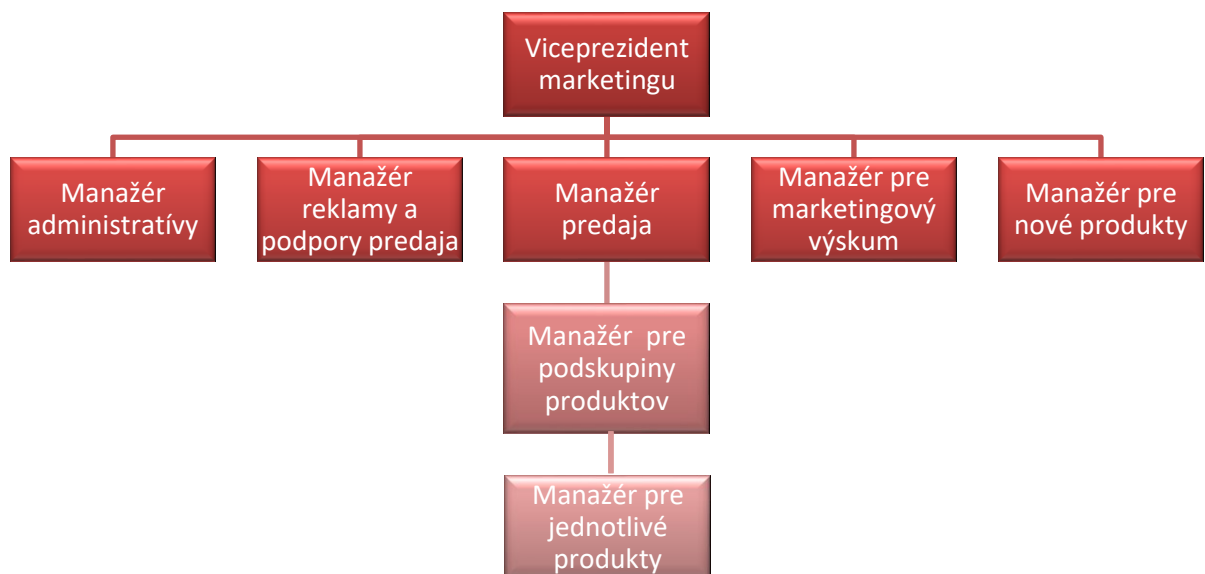 Viceprezident
marketingu
Manažér
administratívy
Manažér
reklamy a
podpory predaja
Manažér
predaja
Manažér pre
marketingový
výskum
Manažér pre
nové produkty
Manažér  pre
podskupiny
produktov
Manažér pre
jednotlivé
produkty